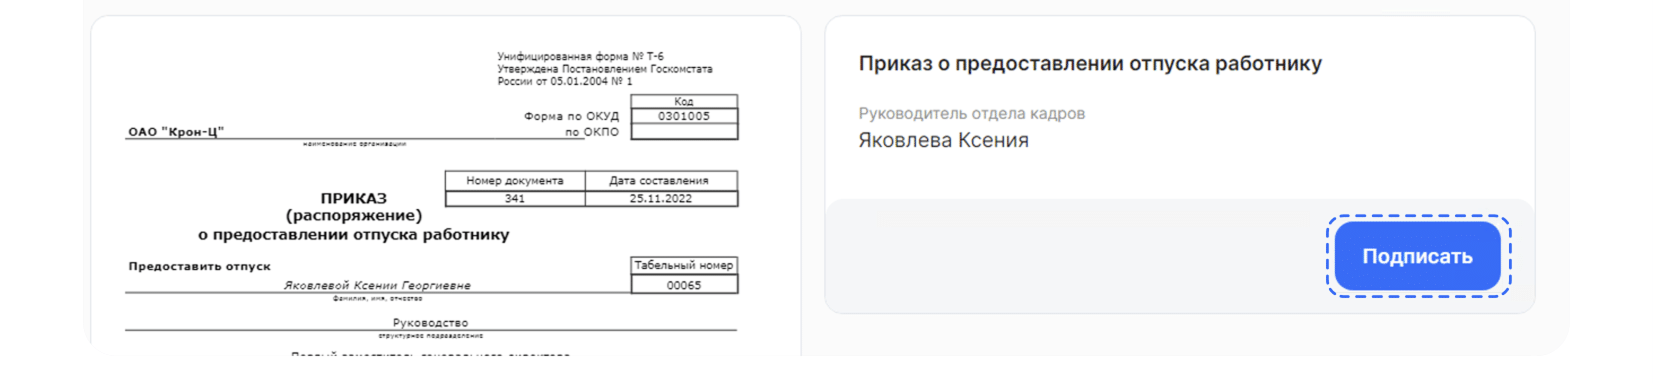 Унифицированная форма № Т-6
Утверждена Постановлением Госкомстата
России от 05.01.2004 № 1
Код
Форма по ОКУД 0301005
ОАО "Крон-Ц" по ОКПО
наименование организации
Номер документа Дата составления
ПРИКАЗ 341 25.11.2022
(распоряжение)
о предоставлении отпуска работнику
Предоставить отпуск Табельный номер
Яковлевой Ксении Георгиевне 00065
фамилия, имя, отчество
Руководство
структурное подразделение
Приказ о предоставлении отпуска работнику
Руководитель отдела кадров
Яковлева Ксения
Подписать